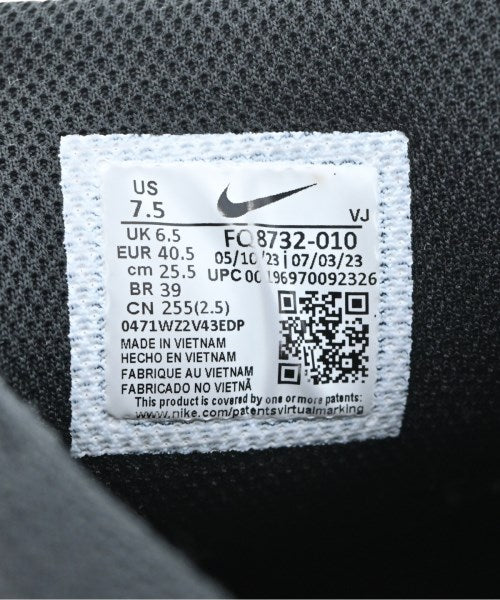 US
7.5
VJ
UK 6.5
FQ8732-010
EUR 40.5
05/10/23 | 07/03/23
cm 25.5
UPC 00196970092326
BR 39
CN 255(2.5)
0471WZ2V43EDP
MADE IN VIETNAM
HECHO EN VIETNAM
FABRIQUE AU VIETNAM
FABRICADO NO VIETNÃ
This product is covered by one or more patents:
www.nike.com/patentsvirtualmarking